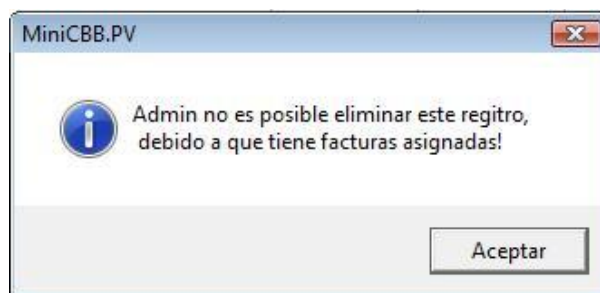 MiniCBB.PV
Admin no es posible eliminar este regitro,
debido a que tiene facturas asignadas!
Aceptar